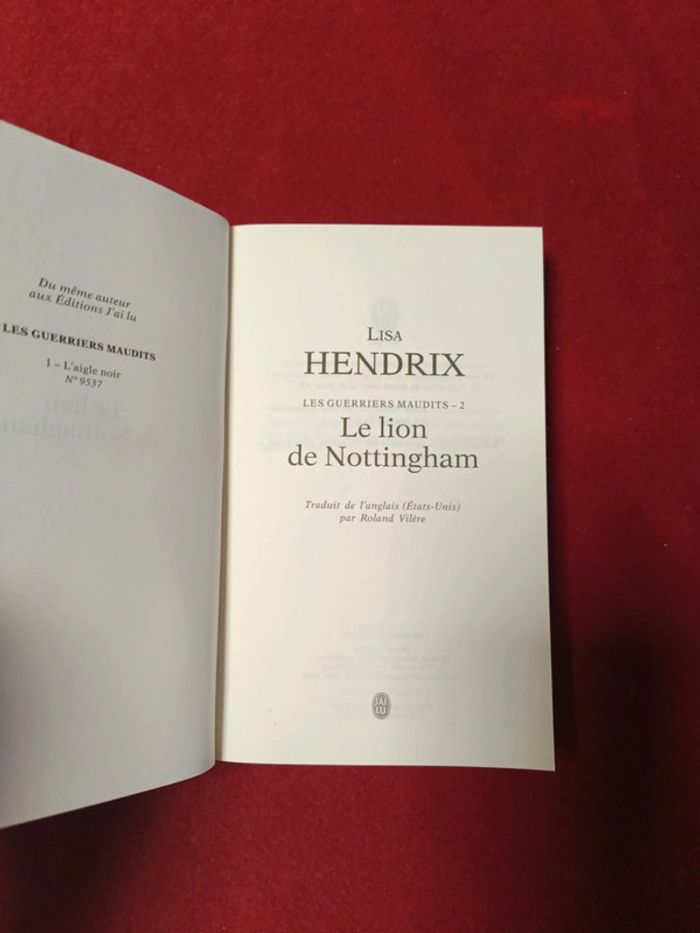 Du même auteur
aux Éditions J'ai lu
LES GUERRIERS MAUDITS
1 – L'aigle noir
N° 9537
LISA
HENDRIX
LES GUERRIERS MAUDITS – 2
Le lion
de Nottingham
Traduit de l'anglais (États-Unis)
par Roland Vilère
J'AI
LU